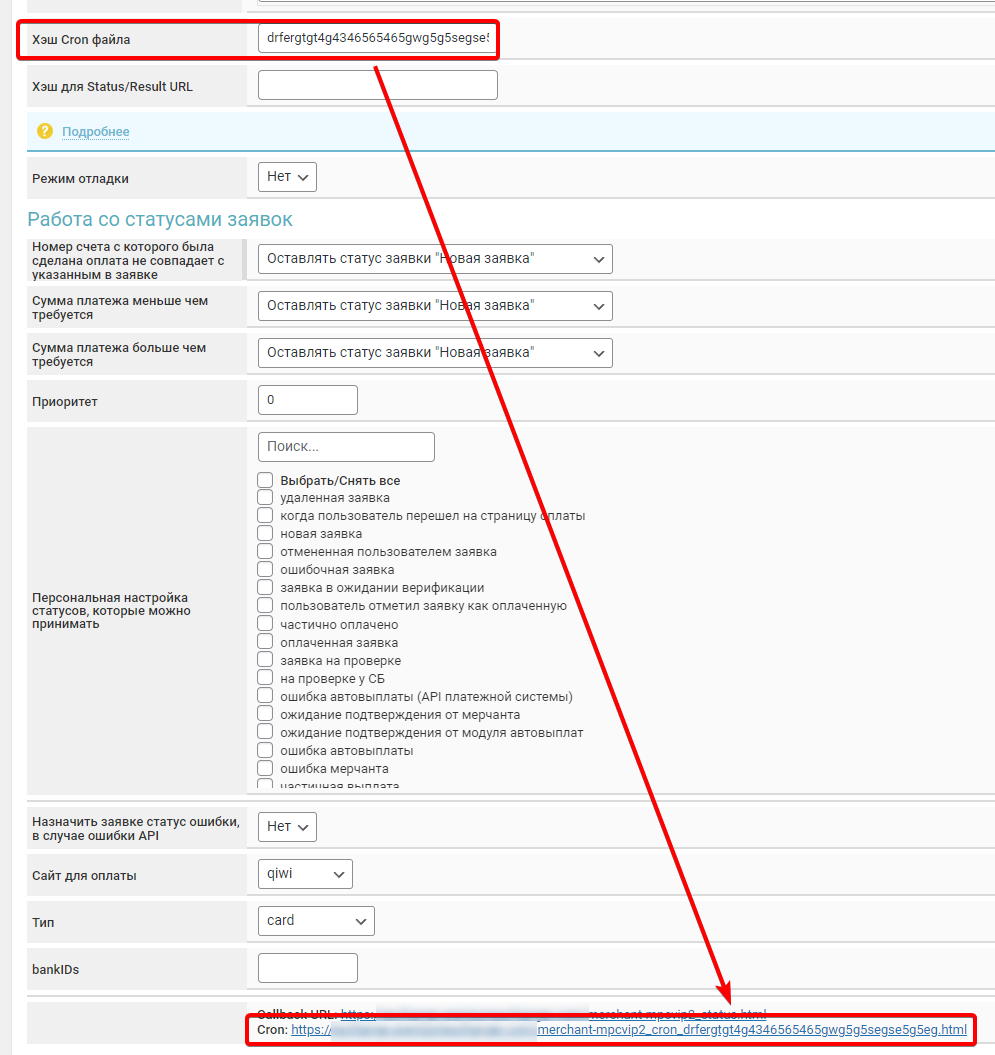 Хэш Cron файла
drfergtgt4g4346565465gwg5g5segse5
Хэш для Status/Result URL
Подробнее
Режим отладки
Нет
Работа со статусами заявок
Номер счета с которого была
сделана оплата не совпадает с
указанным в заявке
Оставлять статус заявки "Новая заявка"
Сумма платежа меньше чем
требуется
Оставлять статус заявки "Новая заявка"
Сумма платежа больше чем
требуется
Оставлять статус заявки "Новая заявка"
Приоритет
0
Персональная настройка
статусов, которые можно
принимать
Поиск...
Выбрать/Снять все
удаленная заявка
когда пользователь перешел на страницу оплаты
новая заявка
отмененная пользователем заявка
ошибочная заявка
заявка в ожидании верификации
пользователь отметил заявку как оплаченную
частично оплачено
оплаченная заявка
заявка на проверке
на проверке у СБ
ошибка автовыплаты (API платежной системы)
ожидание подтверждения от мерчанта
ожидание подтверждения от модуля автовыплат
ошибка автовыплаты
ошибка мерчанта
частичная выплата
Назначить заявке статус ошибки,
в случае ошибки API
Нет
Сайт для оплаты
qiwi
Тип
card
bankIDs
Callback URL: https: merchant-mpcvip2_status.html
Cron: https:// merchant-mpcvip2_cron_drfergtgt4g4346565465gwg5g5segse5g5eg.html